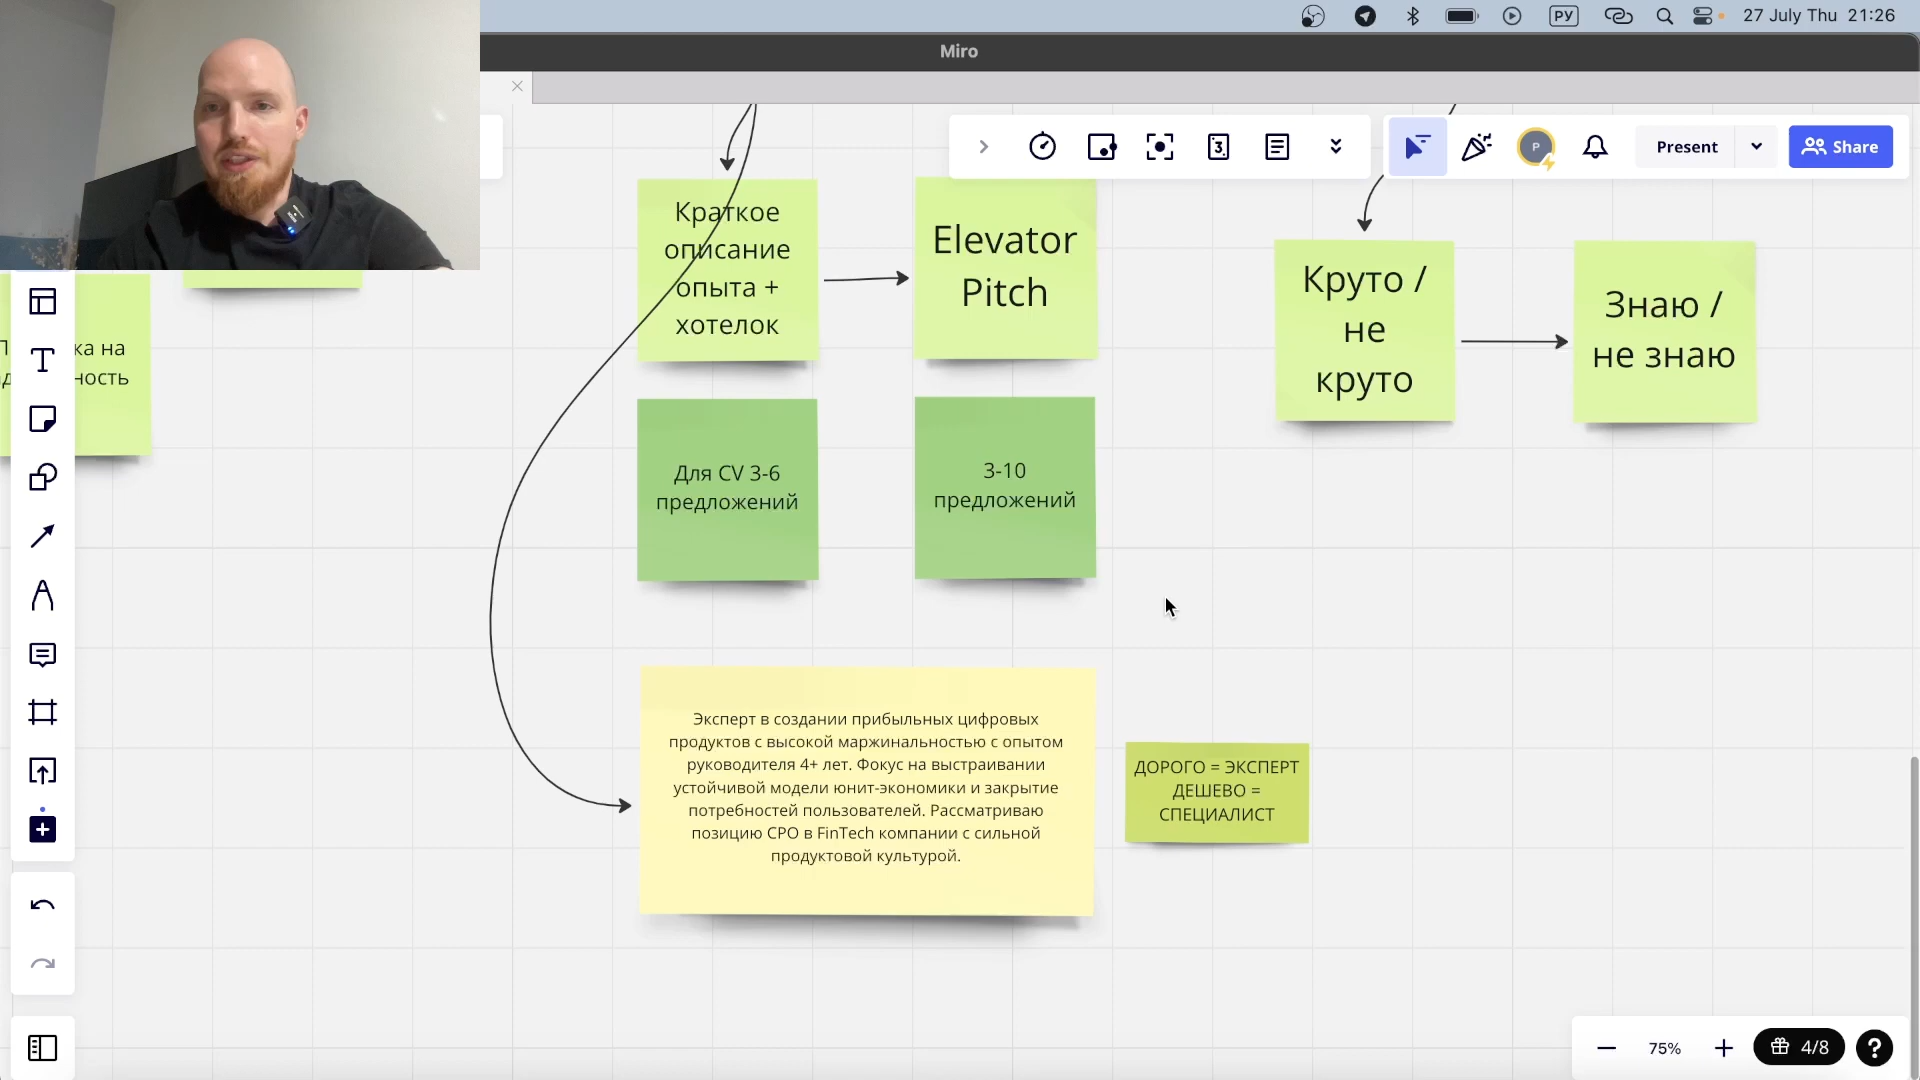 РУ
27 July Thu 21:26
Miro
3
P
Present
Share
Краткое
описание
опыта +
хотелок
Elevator
Pitch
Круто /
не
круто
Знаю /
не знаю
ка на
ность
Для CV 3-6
предложений
3-10
предложений
Эксперт в создании прибыльных цифровых
продуктов с высокой маржинальностью с опытом
руководителя 4+ лет. Фокус на выстраивании
устойчивой модели юнит-экономики и закрытие
потребностей пользователей. Рассматриваю
позицию CPO в FinTech компании с сильной
продуктовой культурой.
ДОРОГО = ЭКСПЕРТ
ДЕШЕВО =
СПЕЦИАЛИСТ
75%
4/8
?